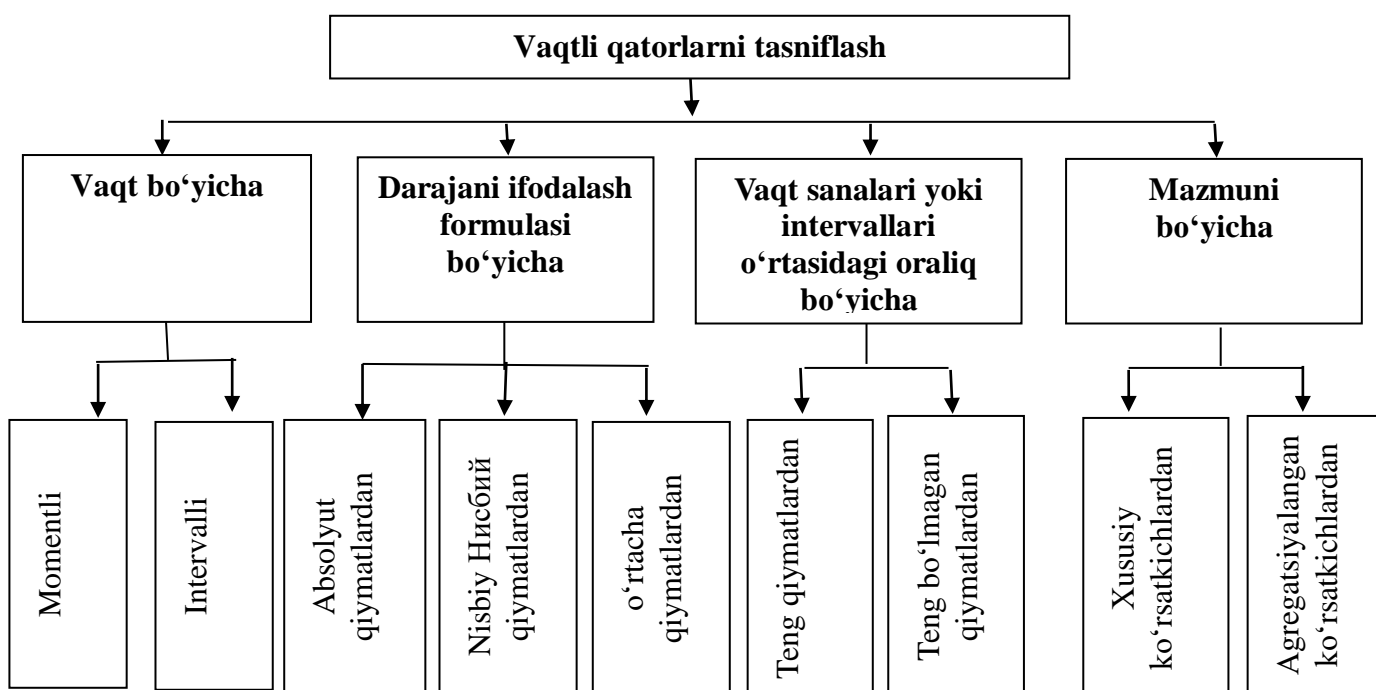 Vaqtli qatorlarni tasniflash
Vaqt bo‘yicha
Darajani ifodalash
formulasi
bo‘yicha
Vaqt sanalari yoki
intervallari
o‘rtasidagi oraliq
bo‘yicha
Mazmuni
bo‘yicha
Momentli
Intervalli
Absolyut
qiymatlardan
Nisbiy Нисбий
qiymatlardan
o‘rtacha
qiymatlardan
Teng qiymatlardan
Teng bo‘lmagan
qiymatlardan
Xususiy
ko‘rsatkichlardan
Agregatsiyalangan
ko‘rsatkichlardan